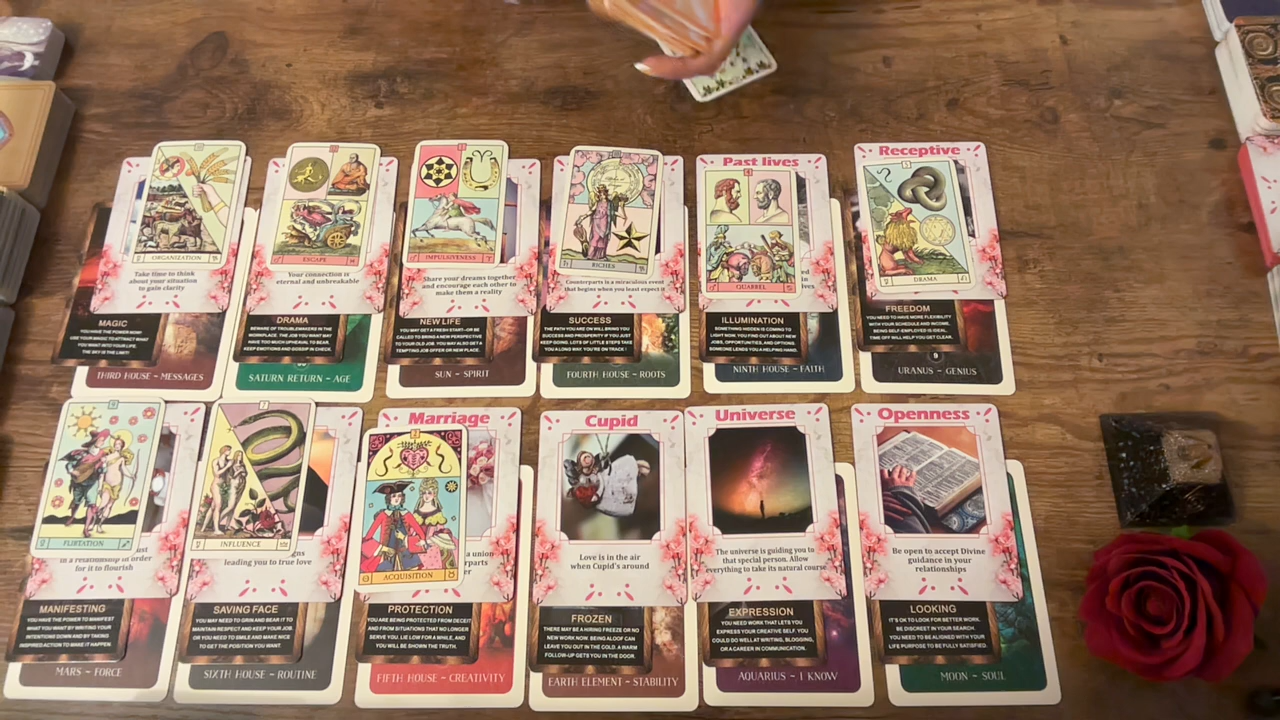 ORGANIZATION
Take time to think
about your situation
to gain clarity
MAGIC
YOU HAVE THE POWER NOW!
USE YOUR MAGIC TO ATTRACT WHAT
YOU WANT INTO YOUR LIFE.
THE SKY IS THE LIMIT!
THIRD HOUSE ~ MESSAGES
ESCAPE
Your connection is
eternal and unbreakable
DRAMA
BEWARE OF TROUBLEMAKERS IN THE
WORKPLACE. THE JOB YOU WANT MAY
HAVE TOO MUCH UPHEAVAL TO BEAR.
KEEP EMOTIONS AND GOSSIP IN CHECK.
SATURN RETURN ~ AGE
IMPULSIVENESS
Share your dreams together
and encourage each other to
make them a reality
NEW LIFE
YOU MAY GET A FRESH START—OR BE
CALLED TO BRING A NEW PERSPECTIVE
TO YOUR OLD JOB. YOU MAY ALSO GET A
TEMPTING JOB OFFER OR NEW PLACE.
SUN ~ SPIRIT
RICHES
Counterparts is a miraculous event
that begins when you least expect it
SUCCESS
THE PATH YOU ARE ON WILL BRING YOU
SUCCESS AND PROSPERITY IF YOU JUST
KEEP GOING. LOTS OF LITTLE STEPS TAKE
YOU A LONG WAY. YOU'RE ON TRACK!
FOURTH HOUSE ~ ROOTS
Past lives
4
QUARREL
ILLUMINATION
SOMETHING HIDDEN IS COMING TO
LIGHT NOW. YOU FIND OUT ABOUT NEW
JOBS, OPPORTUNITIES, AND OPTIONS.
SOMEONE LENDS YOU A HELPING HAND.
NINTH HOUSE ~ FAITH
Receptive
5
DRAMA
FREEDOM
YOU NEED TO HAVE MORE FLEXIBILITY
WITH YOUR SCHEDULE AND INCOME.
BEING SELF-EMPLOYED IS IDEAL.
TIME OFF WILL HELP YOU GET CLEAR.
9
URANUS ~ GENIUS
FLIRTATION
in a relationship in order
for it to flourish
MANIFESTING
YOU HAVE THE POWER TO MANIFEST
WHAT YOU WANT BY WRITING YOUR
INTENTIONS DOWN AND BY TAKING
INSPIRED ACTION TO MAKE IT HAPPEN.
MARS ~ FORCE
7
INFLUENCE
leading you to true love
SAVING FACE
YOU MAY NEED TO GRIN AND BEAR IT TO
MAINTAIN RESPECT AND KEEP YOUR JOB.
OR YOU NEED TO SMILE AND MAKE NICE
TO GET THE POSITION YOU WANT.
SIXTH HOUSE ~ ROUTINE
Marriage
2
ACQUISITION
a union
PROTECTION
YOU ARE BEING PROTECTED FROM DECEIT
AND FROM SITUATIONS THAT NO LONGER
SERVE YOU. LIE LOW FOR A WHILE, AND
YOU WILL BE SHOWN THE TRUTH.
FIFTH HOUSE ~ CREATIVITY
Cupid
Love is in the air
when Cupid's around
FROZEN
THERE MAY BE A HIRING FREEZE OR NO
NEW WORK NOW. BEING ALOOF CAN
LEAVE YOU OUT IN THE COLD. A WARM
FOLLOW-UP GETS YOU IN THE DOOR.
EARTH ELEMENT ~ STABILITY
Universe
The universe is guiding you to
that special person. Allow
everything to take its natural course
EXPRESSION
YOU NEED WORK THAT LETS YOU
EXPRESS YOUR CREATIVE SELF. YOU
COULD DO WELL AT WRITING, BLOGGING,
OR A CAREER IN COMMUNICATION.
AQUARIUS ~ I KNOW
Openness
Be open to accept Divine
guidance in your
relationships
LOOKING
IT'S OK TO LOOK FOR BETTER WORK.
BE DISCREET IN YOUR SEARCH.
YOU NEED TO BE ALIGNED WITH YOUR
LIFE PURPOSE TO BE FULLY SATISFIED.
MOON ~ SOUL